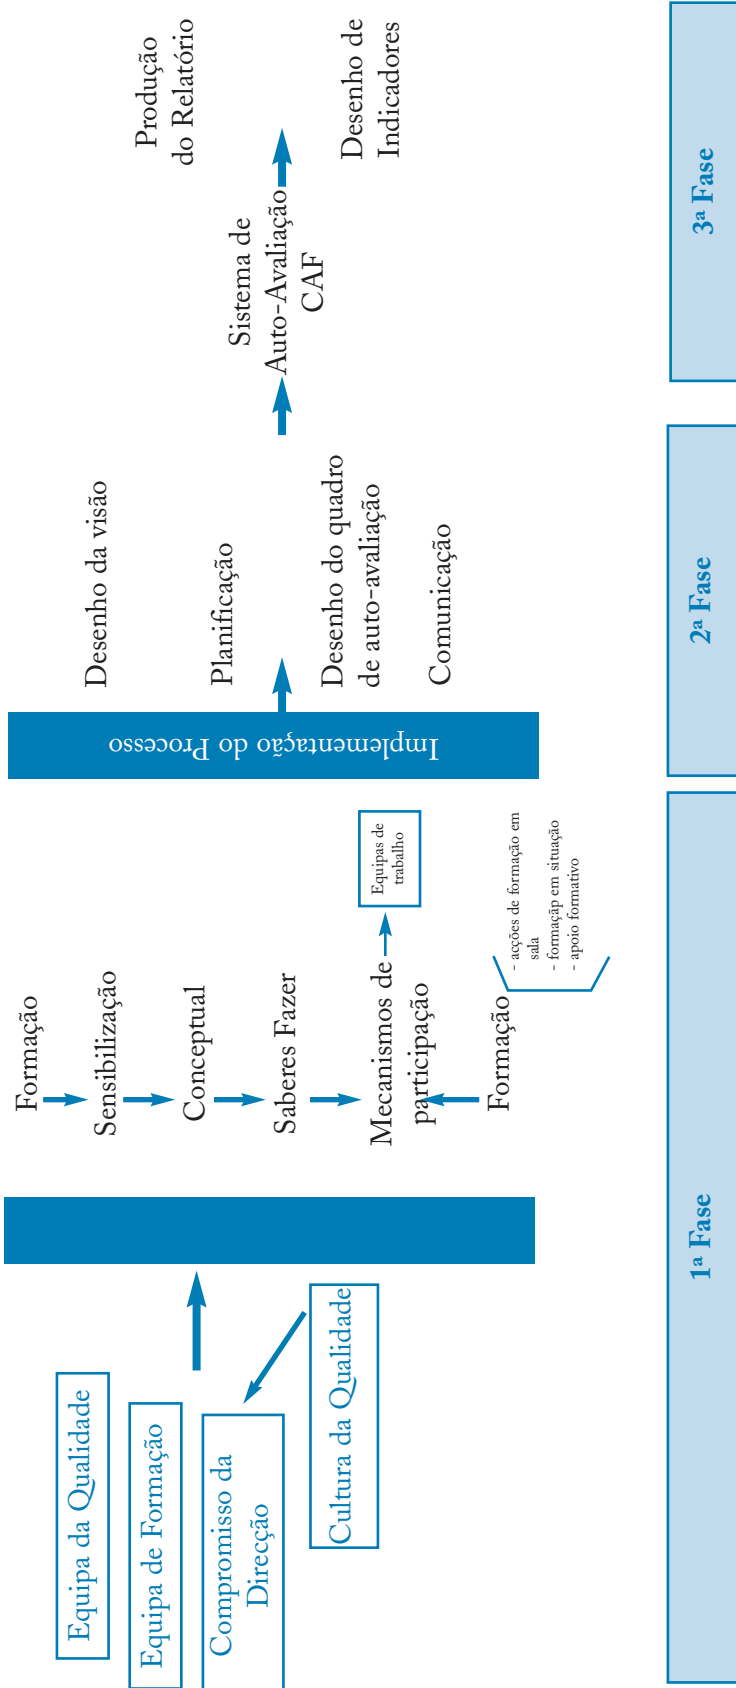 Equipa da Qualidade
Equipa de Formação
Compromisso da
Direcção
Cultura da Qualidade
Formação
Sensibilização
Conceptual
Saberes Fazer
Mecanismos de
participação
Equipas de
trabalho
Formação
- acções de formação em
sala
- formaçãp em situação
- apoio formativo
Implementação do Processo
Desenho da visão
Planificação
Desenho do quadro
de auto-avaliação
Comunicação
Sistema de
Auto-Avaliação
CAF
Produção
do Relatório
Desenho de
Indicadores
1ª Fase
2ª Fase
3ª Fase